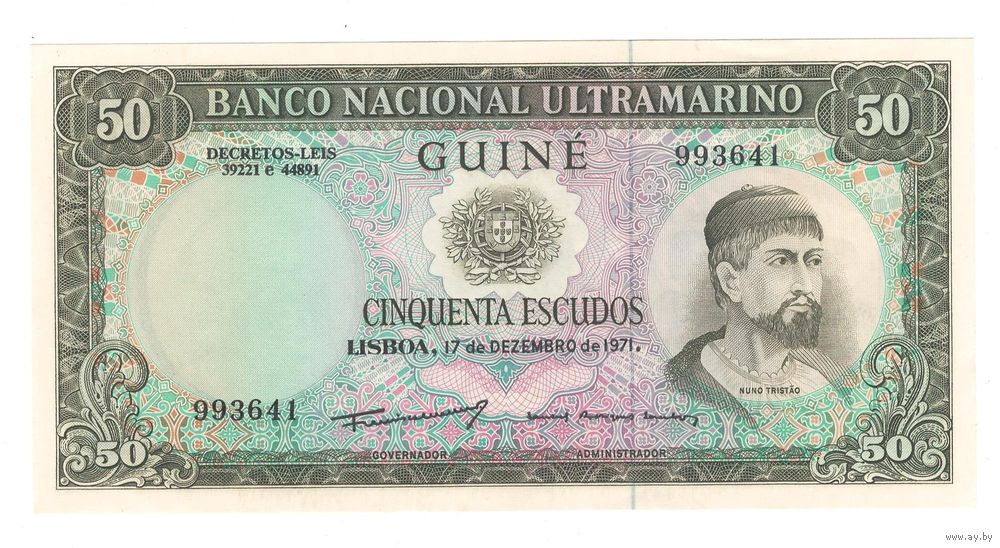 50 BANCO NACIONAL ULTRAMARINO 50
DECRETOS-LEIS
39221 e 44891
GUINÉ
993641
CINQUENTA ESCUDOS
LISBOA, 17 de DEZEMBRO de 1971.
NUNO TRISTÃO
993641
GOVERNADOR ADMINISTRADOR
50 50
www.ay.by